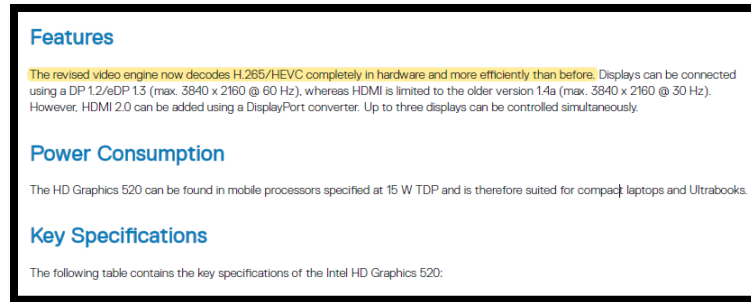 Features
The revised video engine now decodes H.265/HEVC completely in hardware and more efficiently than before. Displays can be connected
using a DP 1.2/eDP 1.3 (max. 3840 x 2160 @ 60 Hz), whereas HDMI is limited to the older version 1.4a (max. 3840 x 2160 @ 30 Hz).
However, HDMI 2.0 can be added using a DisplayPort converter. Up to three displays can be controlled simultaneously.
Power Consumption
The HD Graphics 520 can be found in mobile processors specified at 15 W TDP and is therefore suited for compact laptops and Ultrabooks.
Key Specifications
The following table contains the key specifications of the Intel HD Graphics 520: